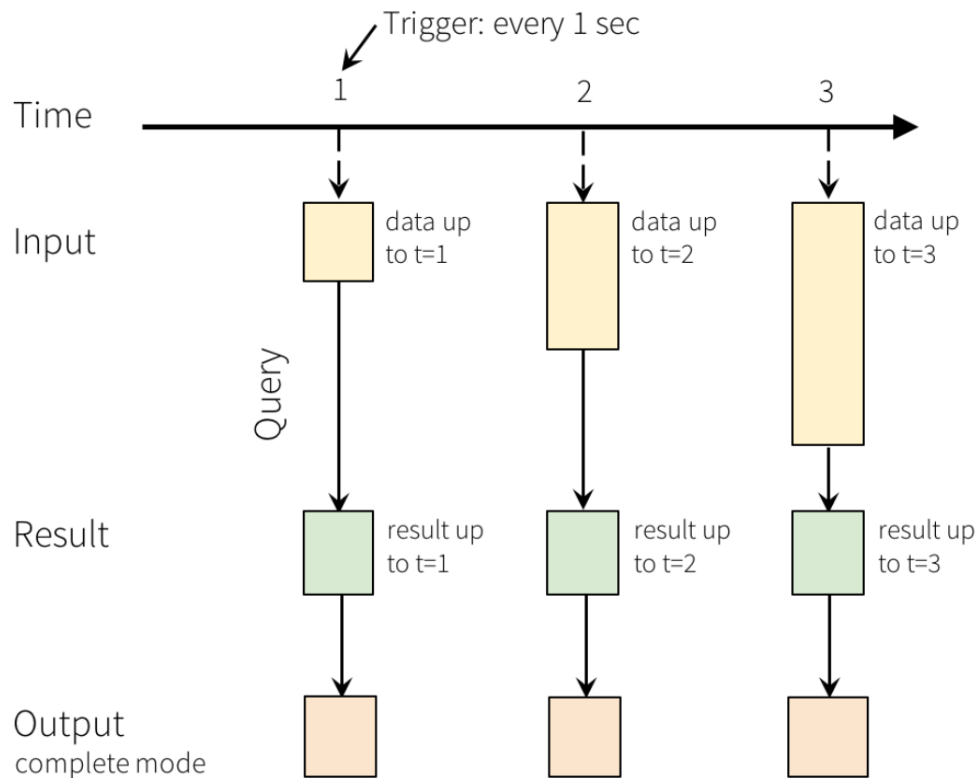 Trigger: every 1 sec
1
2
3
Time
Input
data up
to t=1
data up
to t=2
data up
to t=3
Query
Result
result up
to t=1
result up
to t=2
result up
to t=3
Output
complete mode